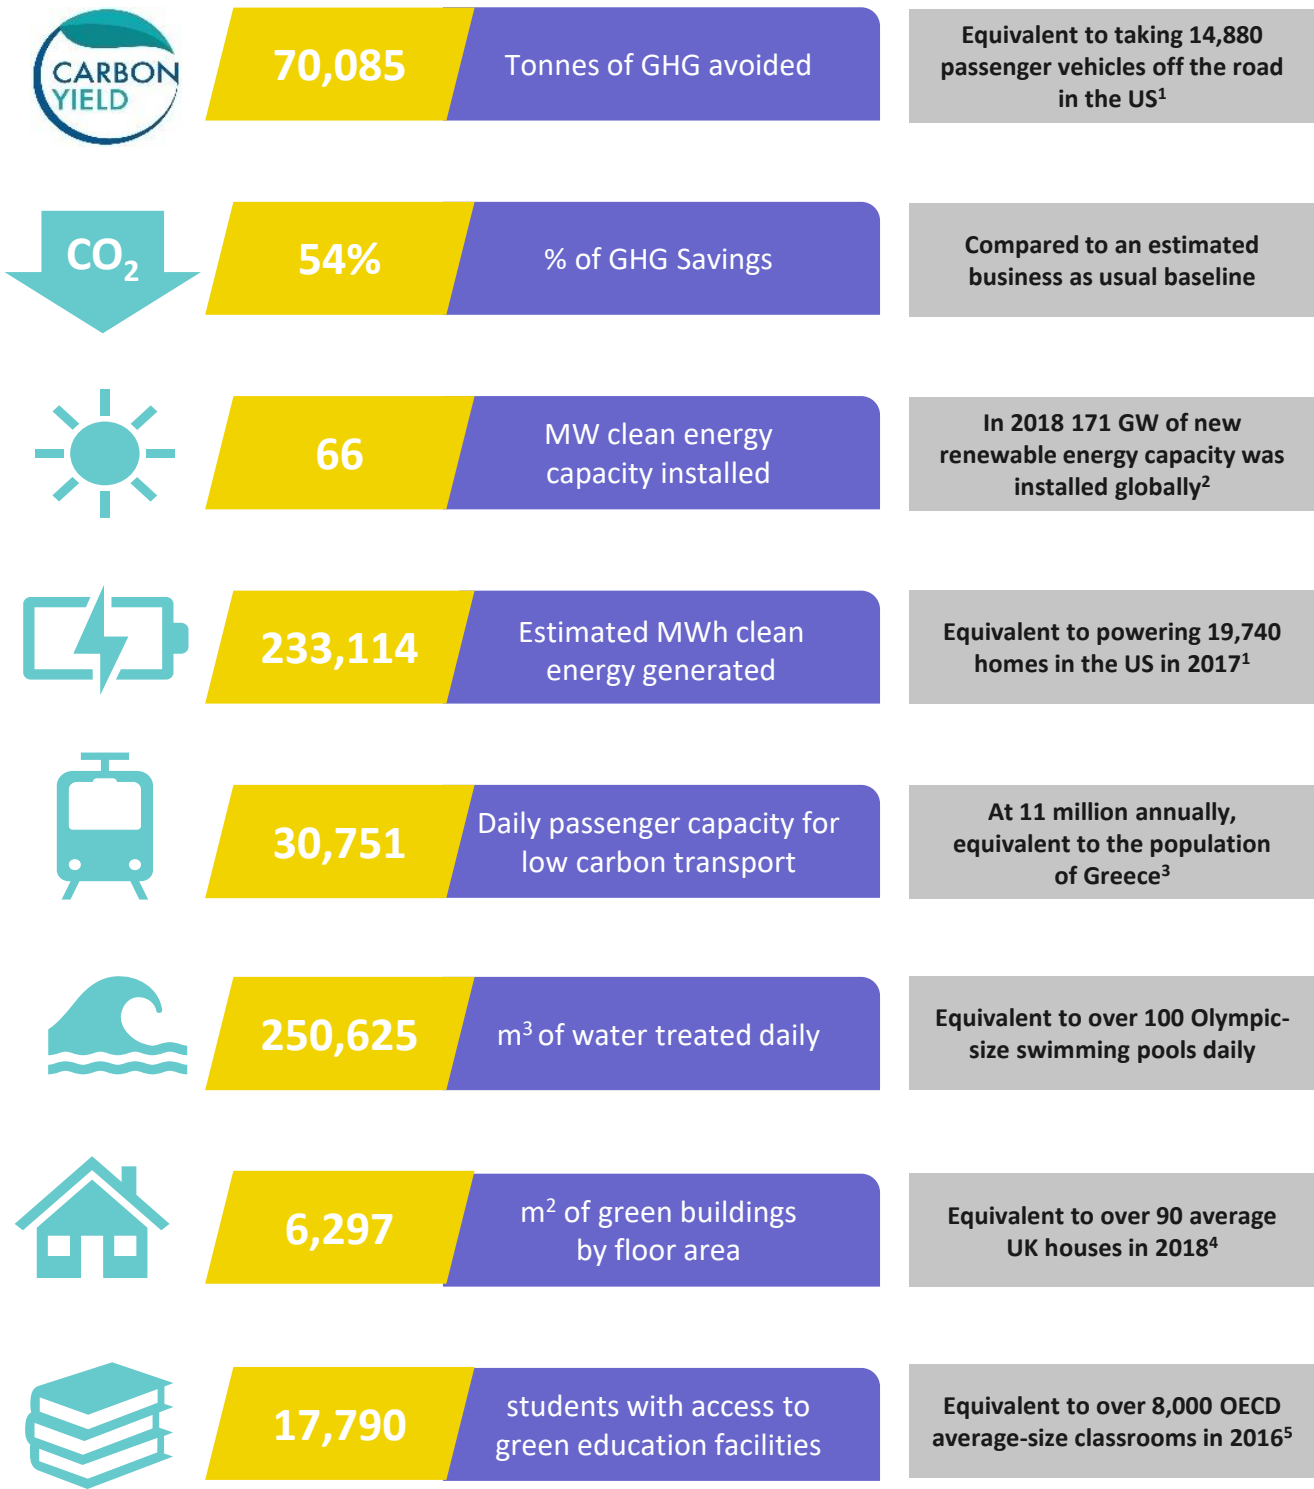 CARBON
YIELD
70,085
Tonnes of GHG avoided
Equivalent to taking 14,880
passenger vehicles off the road
in the US¹
CO₂
54%
% of GHG Savings
Compared to an estimated
business as usual baseline
66
MW clean energy
capacity installed
In 2018 171 GW of new
renewable energy capacity was
installed globally²
233,114
Estimated MWh clean
energy generated
Equivalent to powering 19,740
homes in the US in 2017¹
30,751
Daily passenger capacity for
low carbon transport
At 11 million annually,
equivalent to the population
of Greece³
250,625
m³ of water treated daily
Equivalent to over 100 Olympic-
size swimming pools daily
6,297
m² of green buildings
by floor area
Equivalent to over 90 average
UK houses in 2018⁴
17,790
students with access to
green education facilities
Equivalent to over 8,000 OECD
average-size classrooms in 2016⁵